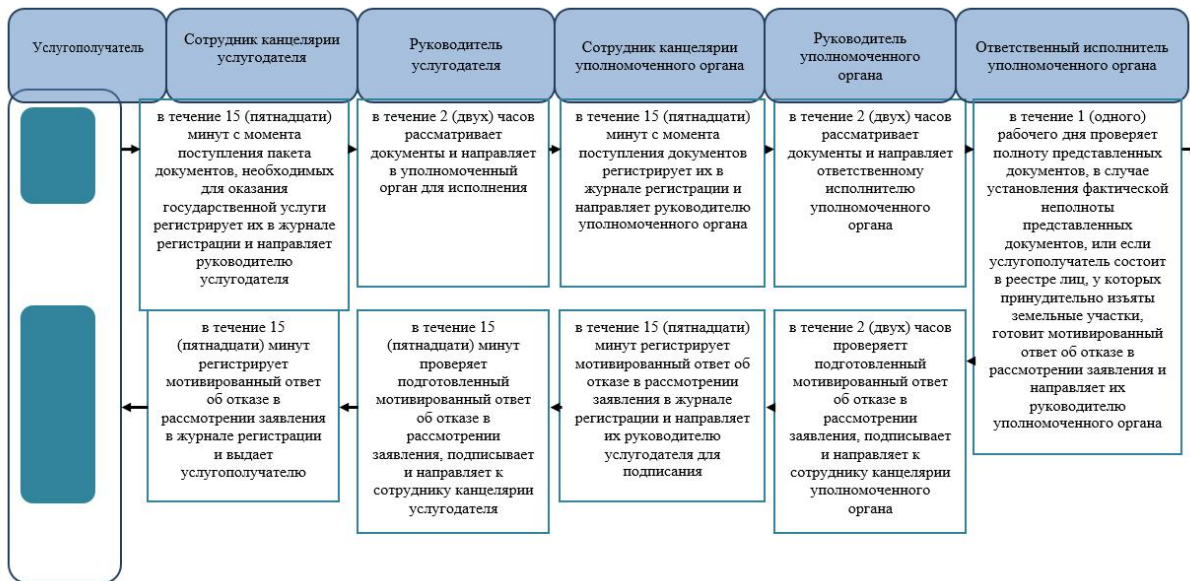 Услугополучатель
Сотрудник канцелярии
услугодателя
Руководитель
услугодателя
Сотрудник канцелярии
уполномоченного органа
Руководитель
уполномоченного
органа
Ответственный исполнитель
уполномоченного органа
в течение 15 (пятнадцати)
минут с момента
поступления пакета
документов, необходимых
для оказания
государственной услуги
регистрирует их в журнале
регистрации и направляет
руководителю
услугодателя
в течение 2 (двух) часов
рассматривает
документы и направляет
в уполномоченный
орган для исполнения
в течение 15 (пятнадцати)
минут с момента
поступления документов
регистрирует их в
журнале регистрации и
направляет руководителю
уполномоченного органа
в течение 2 (двух) часов
рассматривает
документы и направляет
ответственному
исполнителю
уполномоченного
органа
в течение 1 (одного)
рабочего дня проверяет
полноту представленных
документов, в случае
установления фактической
неполноты
представленных
документов, или если
услугополучатель состоит
в реестре лиц, у которых
принудительно изъяты
земельные участки,
готовит мотивированный
ответ об отказе в
рассмотрении заявления и
направляет их
руководителю
уполномоченного органа
в течение 15
(пятнадцати) минут
регистрирует
мотивированный ответ
об отказе в
рассмотрении заявления
в журнале регистрации
и выдает
услугополучателю
в течение 15
(пятнадцати) минут
проверяет
подготовленный
мотивированный ответ
об отказе в
рассмотрении
заявления, подписывает
и направляет к
сотруднику канцелярии
услугодателя
в течение 15 (пятнадцати)
минут регистрирует
мотивированный ответ об
отказе в рассмотрении
заявления в журнале
регистрации и направляет
их руководителю
услугодателя для
подписания
в течение 2 (двух) часов
проверяетт
подготовленный
мотивированный ответ
об отказе в
рассмотрении
заявления, подписывает
и направляет к
сотруднику канцелярии
уполномоченного
органа